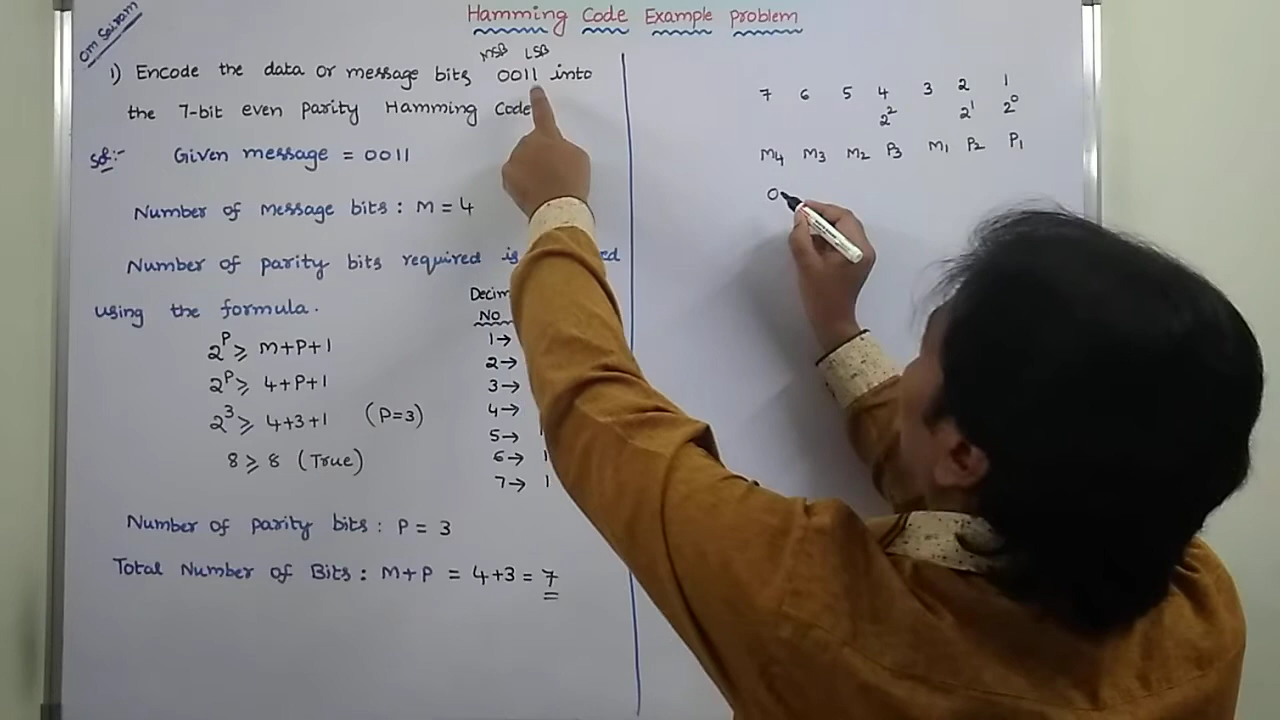 Om Sairam
Hamming Code Example problem
MSB LSB
1) Encode the data or message bits 0011 into
the 7-bit even parity Hamming Code
Sol:- Given message = 0011
Number of message bits: M = 4
Number of parity bits required is
using the formula.
2^P ≥ M+P+1
2^P ≥ 4+P+1
2^3 ≥ 4+3+1 (P=3)
8 ≥ 8 (True)
Number of parity bits: P = 3
Total Number of Bits: M+P = 4+3 = 7
NO
1→
2→
3→
4→
5→ 1
6→ 1
7→ 1
7 6 5 4 3 2 1
2^2 2^1 2^0
M4 M3 M2 P3 M1 P2 P1
0